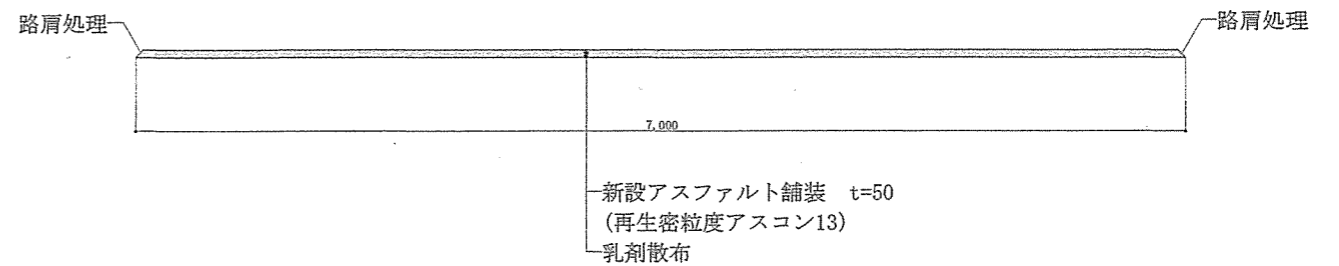 路肩処理
路肩処理
7,000
新設アスファルト舗装　t=50
(再生密粒度アスコン13)
乳剤散布